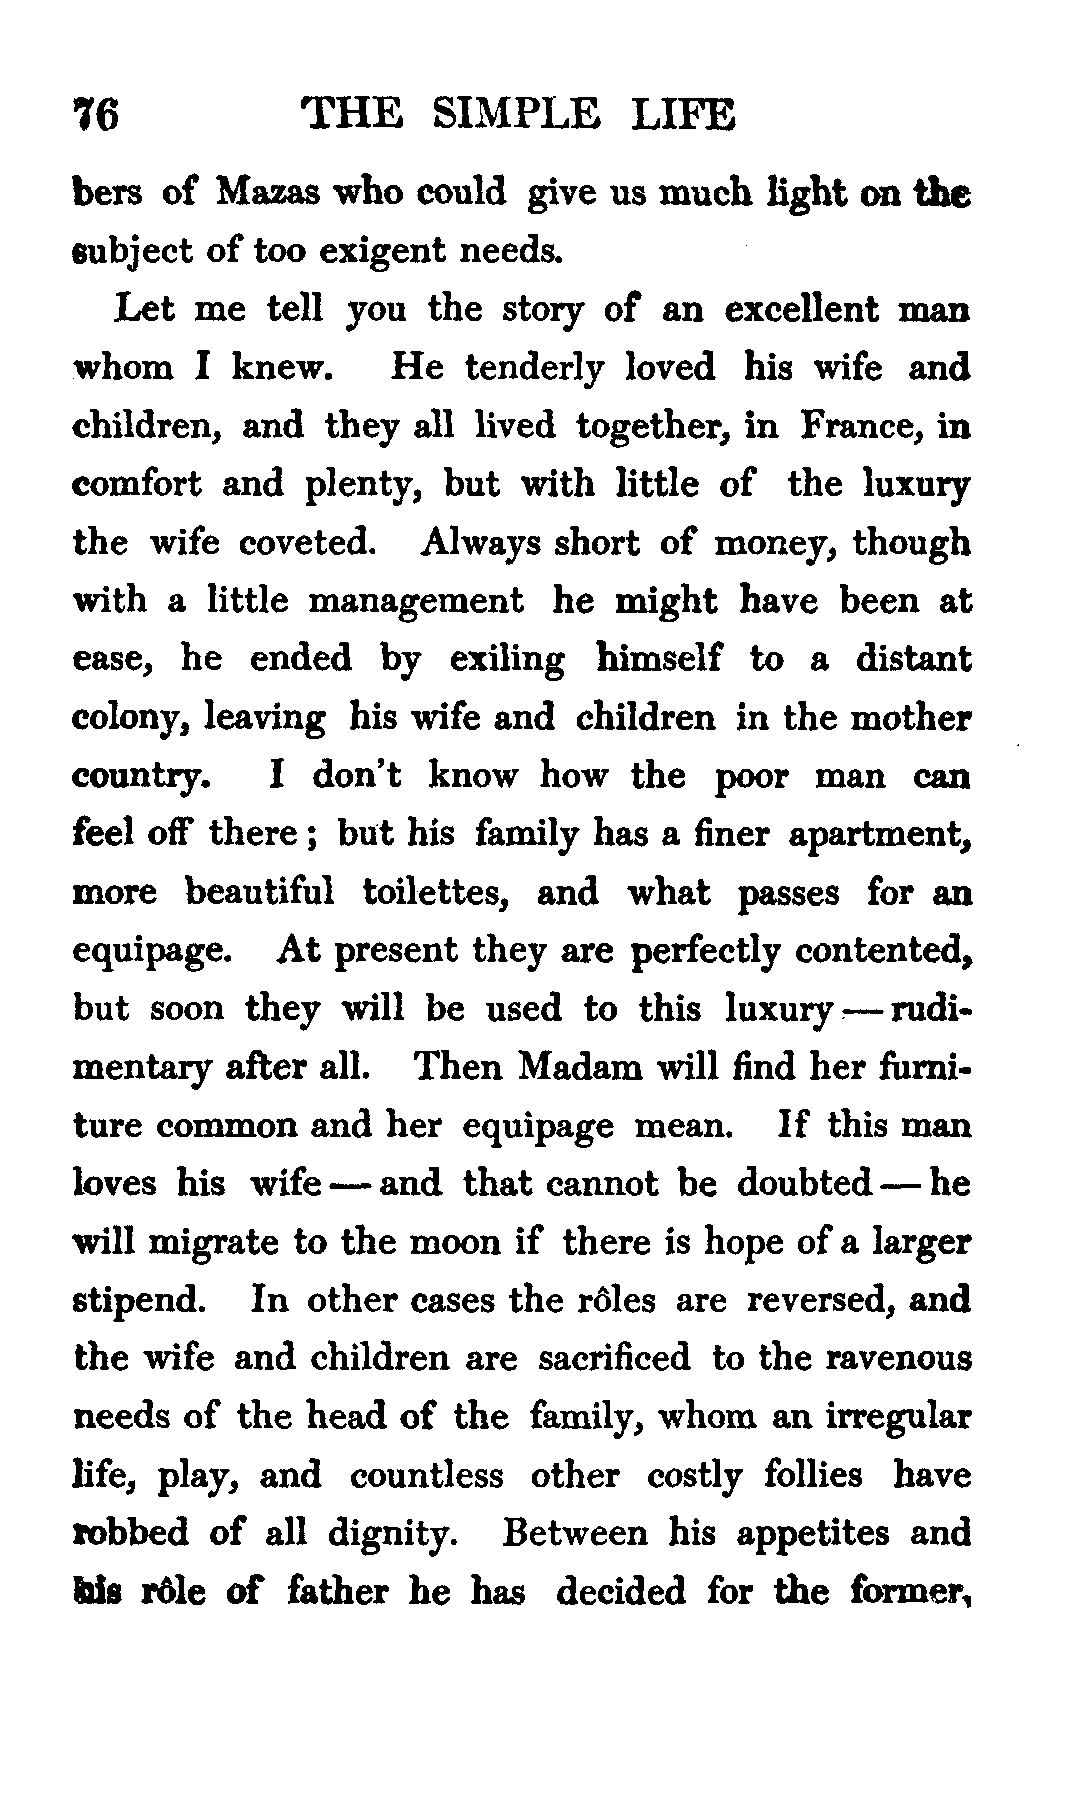 76 THE SIMPLE LIFE
bers of Mazas who could give us much light on the
subject of too exigent needs.
Let me tell you the story of an excellent man
whom I knew. He tenderly loved his wife and
children, and they all lived together, in France, in
comfort and plenty, but with little of the luxury
the wife coveted. Always short of money, though
with a little management he might have been at
ease, he ended by exiling himself to a distant
colony, leaving his wife and children in the mother
country. I don't know how the poor man can
feel off there; but his family has a finer apartment,
more beautiful toilettes, and what passes for an
equipage. At present they are perfectly contented,
but soon they will be used to this luxury — rudi-
mentary after all. Then Madam will find her furni-
ture common and her equipage mean. If this man
loves his wife — and that cannot be doubted — he
will migrate to the moon if there is hope of a larger
stipend. In other cases the rôles are reversed, and
the wife and children are sacrificed to the ravenous
needs of the head of the family, whom an irregular
life, play, and countless other costly follies have
robbed of all dignity. Between his appetites and
his rôle of father he has decided for the former,